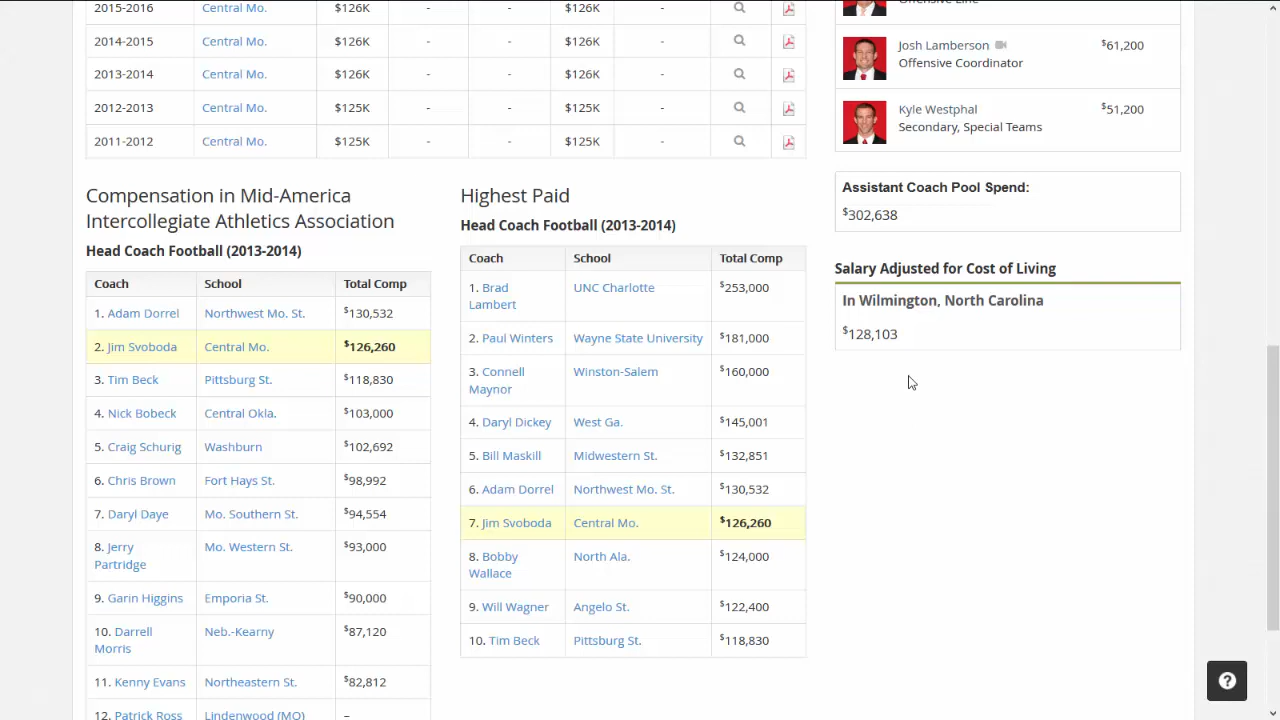 2015-2016 Central Mo. $126K - - $126K -
2014-2015 Central Mo. $126K - - $126K -
2013-2014 Central Mo. $126K - - $126K -
2012-2013 Central Mo. $125K - - $125K -
2011-2012 Central Mo. $125K - - $125K -
Compensation in Mid-America
Intercollegiate Athletics Association
Head Coach Football (2013-2014)
Coach School Total Comp
1. Adam Dorrel Northwest Mo. St. $130,532
2. Jim Svoboda Central Mo. $126,260
3. Tim Beck Pittsburg St. $118,830
4. Nick Bobeck Central Okla. $103,000
5. Craig Schurig Washburn $102,692
6. Chris Brown Fort Hays St. $98,992
7. Daryl Daye Mo. Southern St. $94,554
8. Jerry Mo. Western St. $93,000
Partridge
9. Garin Higgins Emporia St. $90,000
10. Darrell Neb.-Kearny $87,120
Morris
11. Kenny Evans Northeastern St. $82,812
12. Patrick Ross Lindenwood (MO) –
Highest Paid
Head Coach Football (2013-2014)
Coach School Total Comp
1. Brad UNC Charlotte $253,000
Lambert
2. Paul Winters Wayne State University $181,000
3. Connell Winston-Salem $160,000
Maynor
4. Daryl Dickey West Ga. $145,001
5. Bill Maskill Midwestern St. $132,851
6. Adam Dorrel Northwest Mo. St. $130,532
7. Jim Svoboda Central Mo. $126,260
8. Bobby North Ala. $124,000
Wallace
9. Will Wagner Angelo St. $122,400
10. Tim Beck Pittsburg St. $118,830
Offensive Line
Josh Lamberson $61,200
Offensive Coordinator
Kyle Westphal $51,200
Secondary, Special Teams
Assistant Coach Pool Spend:
$302,638
Salary Adjusted for Cost of Living
In Wilmington, North Carolina
$128,103
?